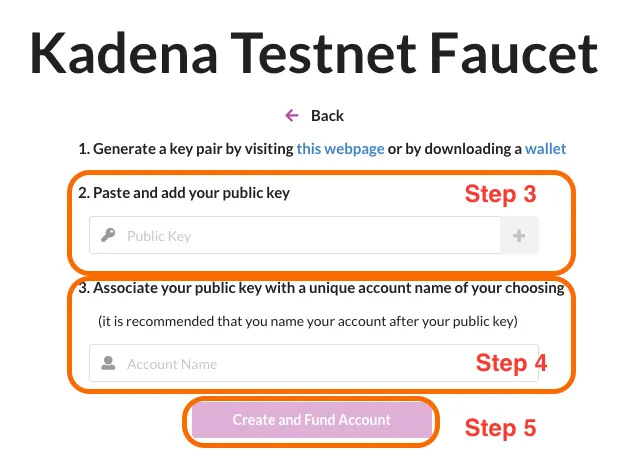 Kadena Testnet Faucet
Back
1. Generate a key pair by visiting this webpage or by downloading a wallet
2. Paste and add your public key
Step 3
Public Key
3. Associate your public key with a unique account name of your choosing
(it is recommended that you name your account after your public key)
Account Name
Step 4
Create and Fund Account
Step 5